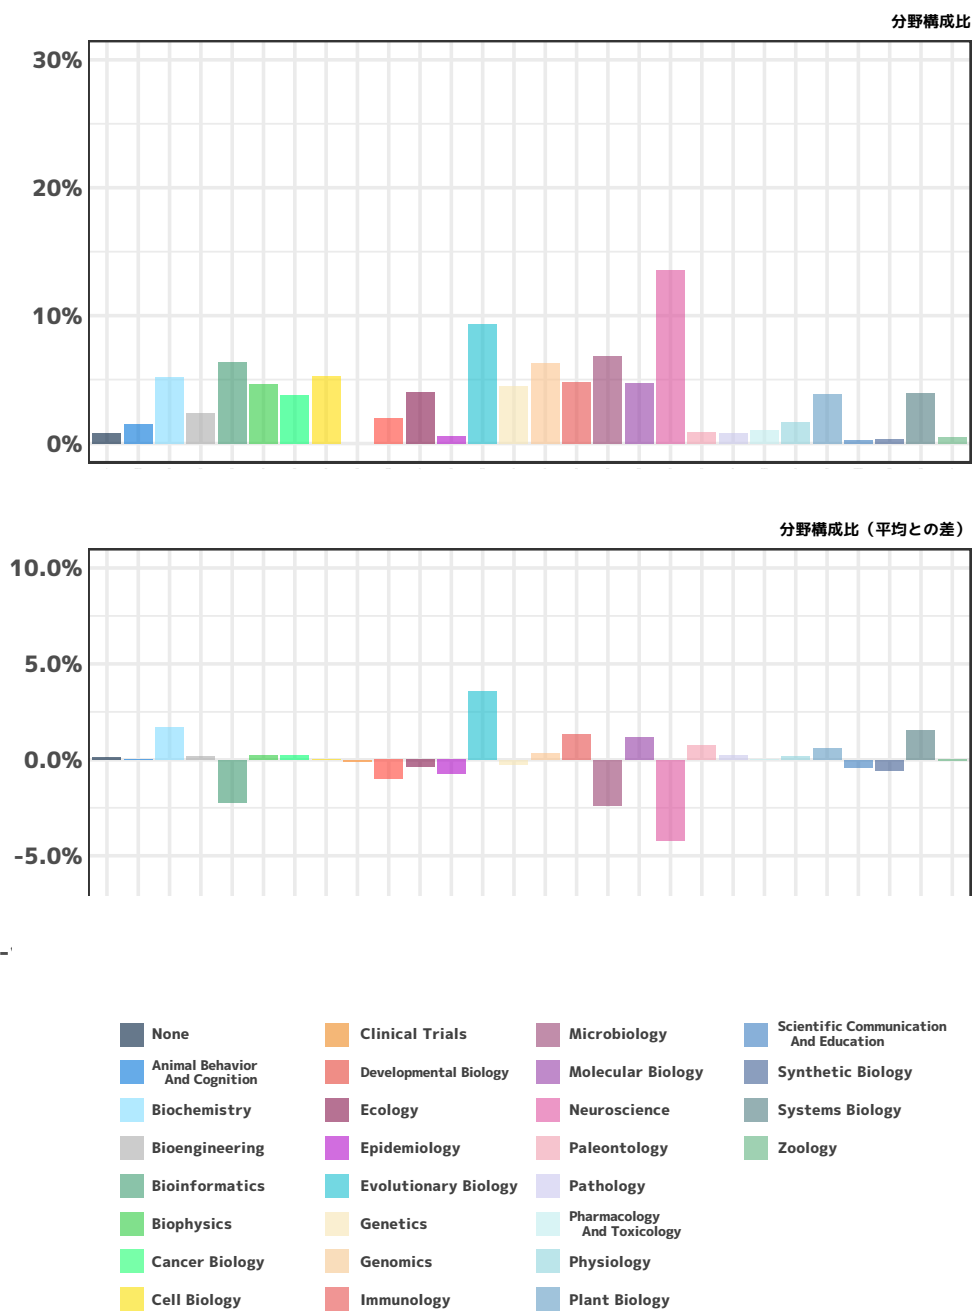 分野構成比
30%
20%
10%
0%
分野構成比（平均との差）
10.0%
5.0%
0.0%
-5.0%
None
Animal Behavior
And Cognition
Biochemistry
Bioengineering
Bioinformatics
Biophysics
Cancer Biology
Cell Biology
Clinical Trials
Developmental Biology
Ecology
Epidemiology
Evolutionary Biology
Genetics
Genomics
Immunology
Microbiology
Molecular Biology
Neuroscience
Paleontology
Pathology
Pharmacology
And Toxicology
Physiology
Plant Biology
Scientific Communication
And Education
Synthetic Biology
Systems Biology
Zoology